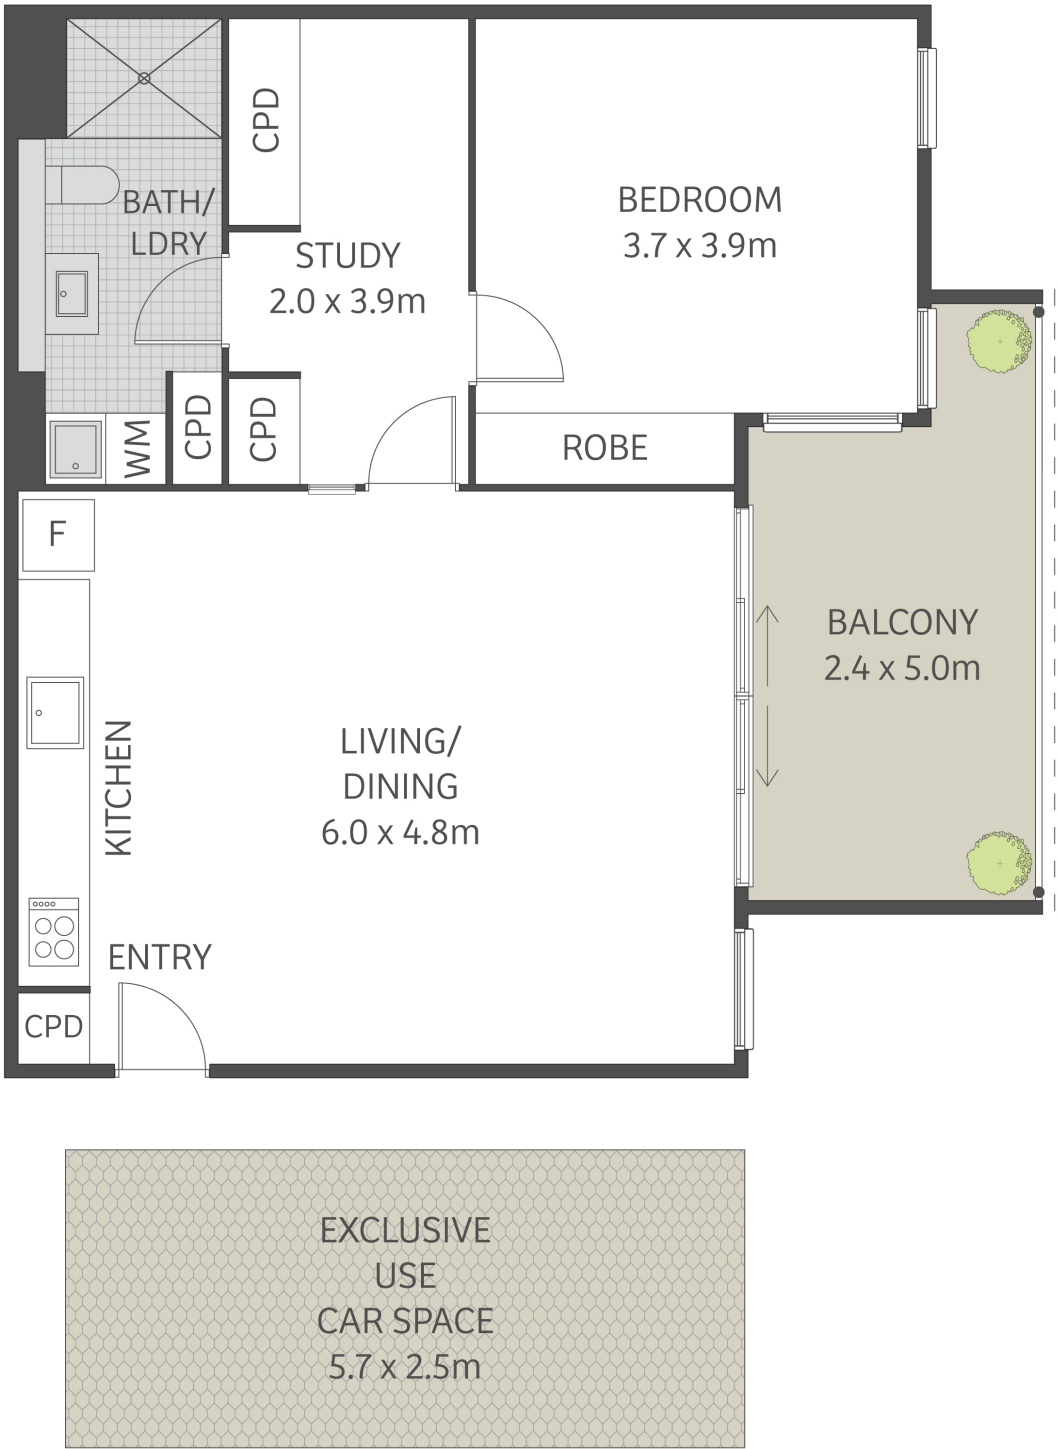 CPD
BATH/
LDRY
STUDY
2.0 x 3.9m
BEDROOM
3.7 x 3.9m
WM
CPD
CPD
ROBE
F
KITCHEN
LIVING/
DINING
6.0 x 4.8m
BALCONY
2.4 x 5.0m
ENTRY
CPD
EXCLUSIVE
USE
CAR SPACE
5.7 x 2.5m